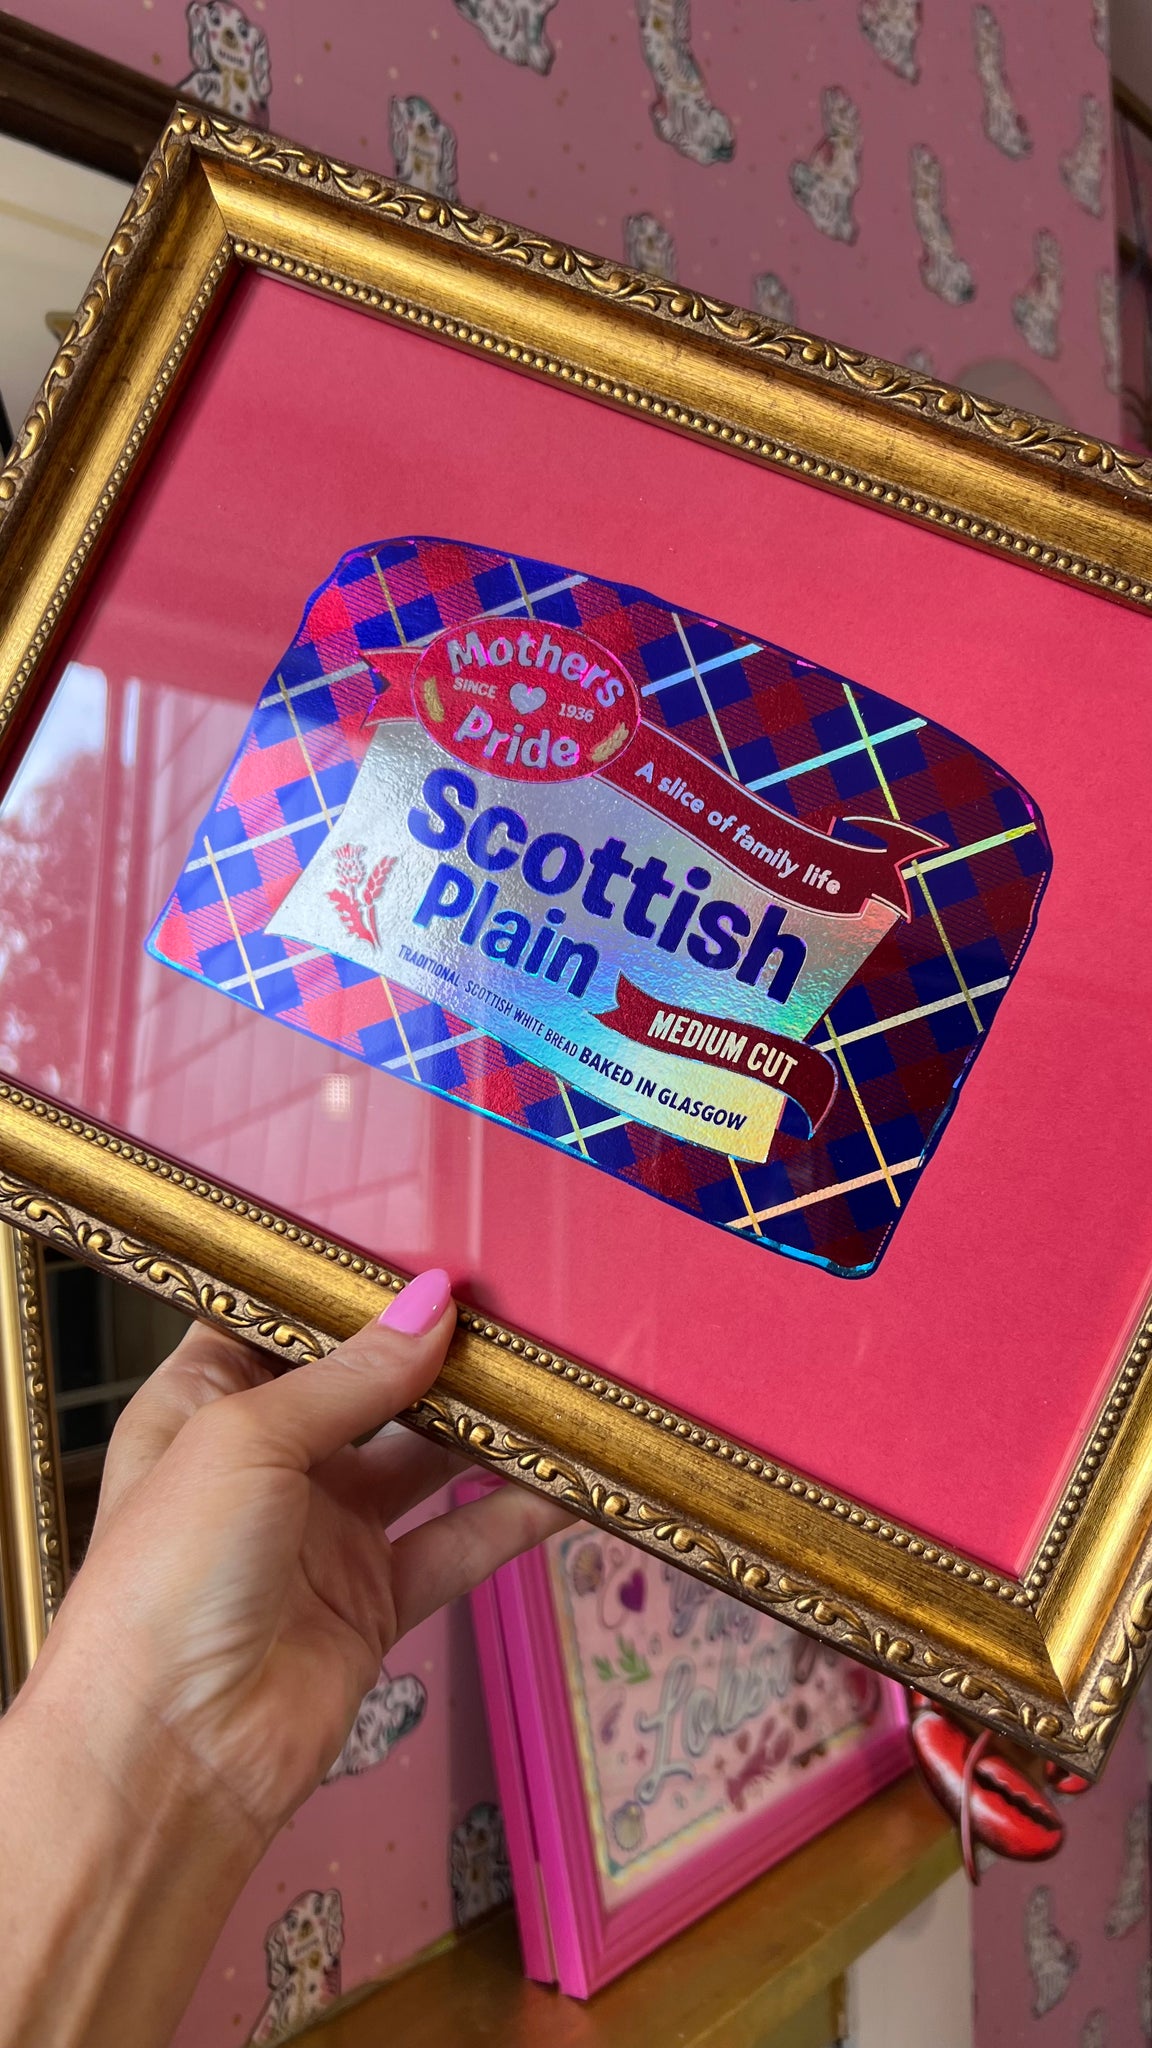 Mothers
SINCE 1936
Pride
A slice of family life
Scottish
Plain
MEDIUM CUT
TRADITIONAL SCOTTISH WHITE BREAD BAKED IN GLASGOW